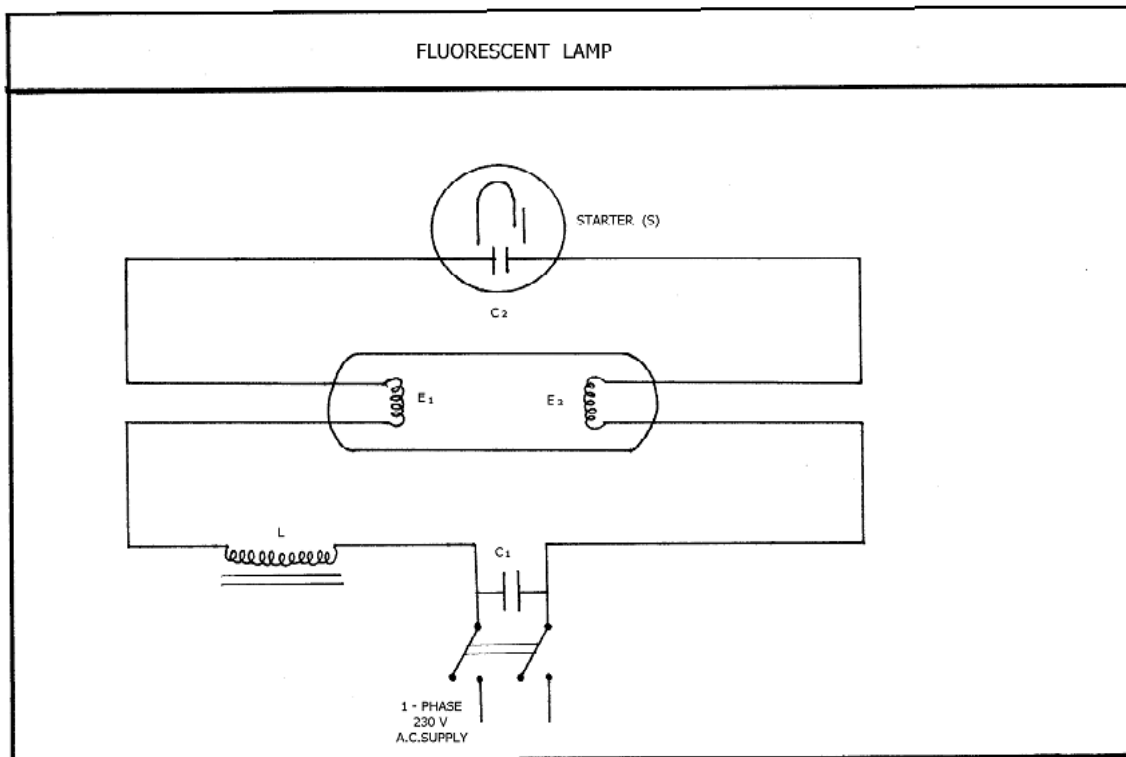 FLUORESCENT LAMP
STARTER (S)
C2
E1
E2
L
C1
1 - PHASE
230 V
A.C.SUPPLY